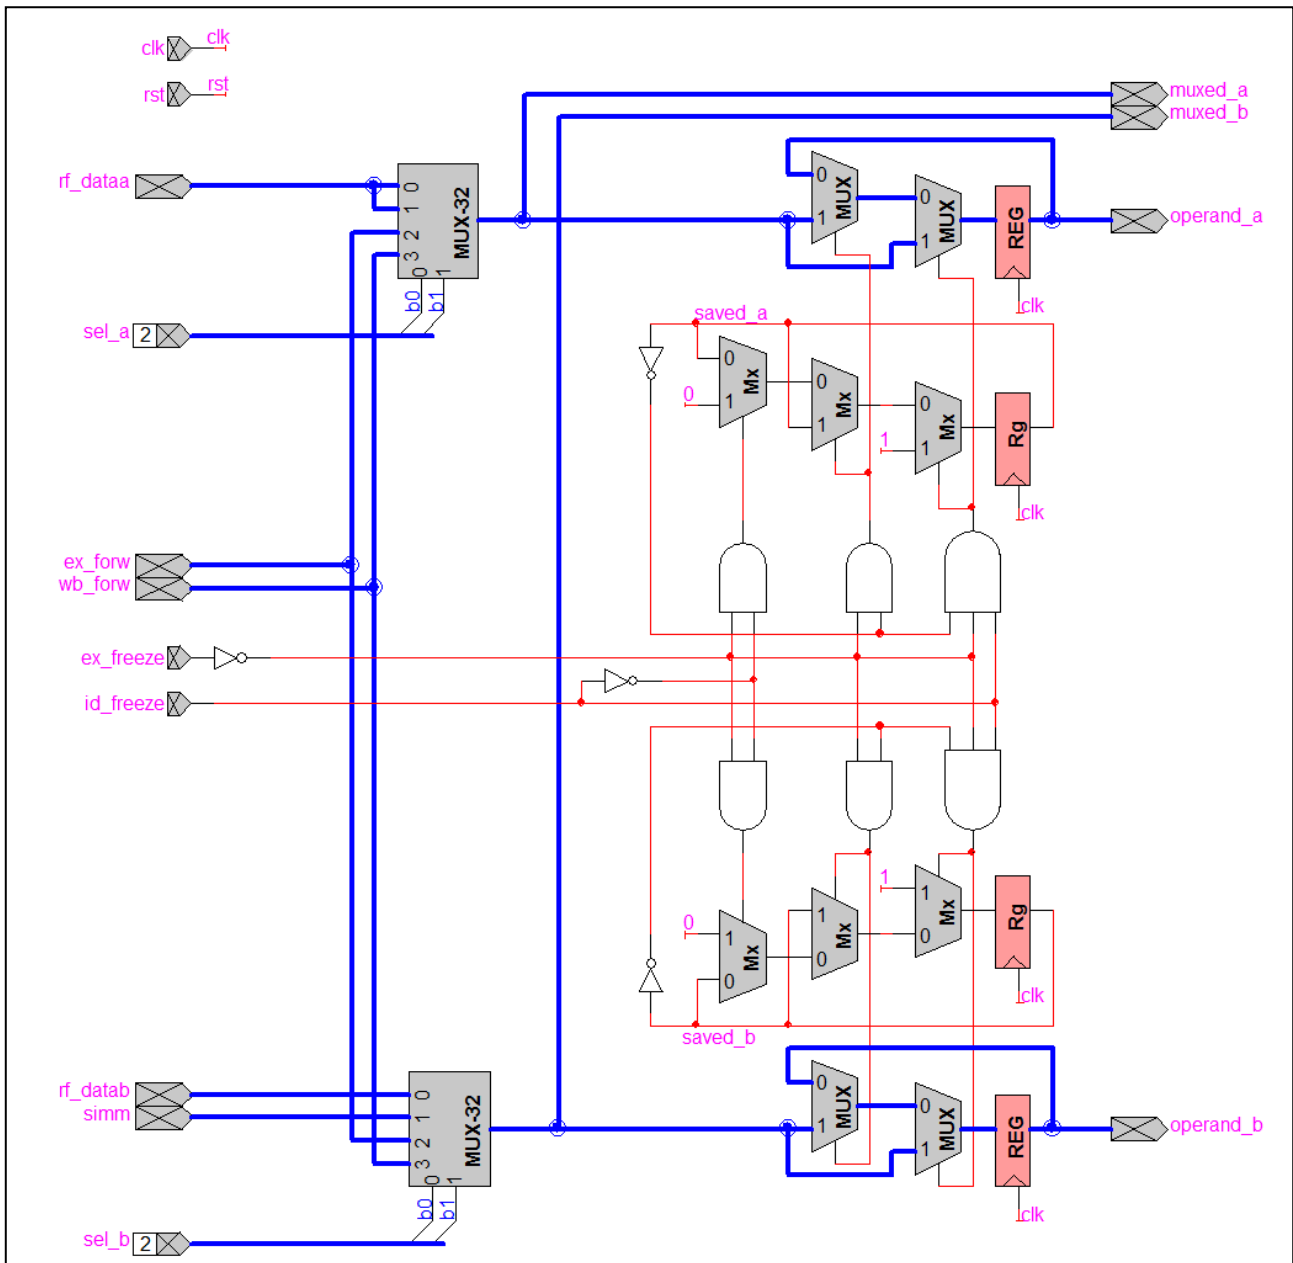 clk clk
rst rst
muxed_a
muxed_b
rf_dataa
0
1
2
3
0 1
MUX-32
b0 b1
0
1
MUX
0
1
MUX
REG
clk
operand_a
sel_a 2
saved_a
0
1
Mx
0
0
1
Mx
0
1
Mx
1
Rg
clk
ex_forw
wb_forw
ex_freeze
id_freeze
0
1
0
Mx
1
0
Mx
1
1
0
Mx
Rg
clk
saved_b
rf_datab
simm
0
1
2
3
0 1
MUX-32
b0 b1
0
1
MUX
0
1
MUX
REG
clk
operand_b
sel_b 2